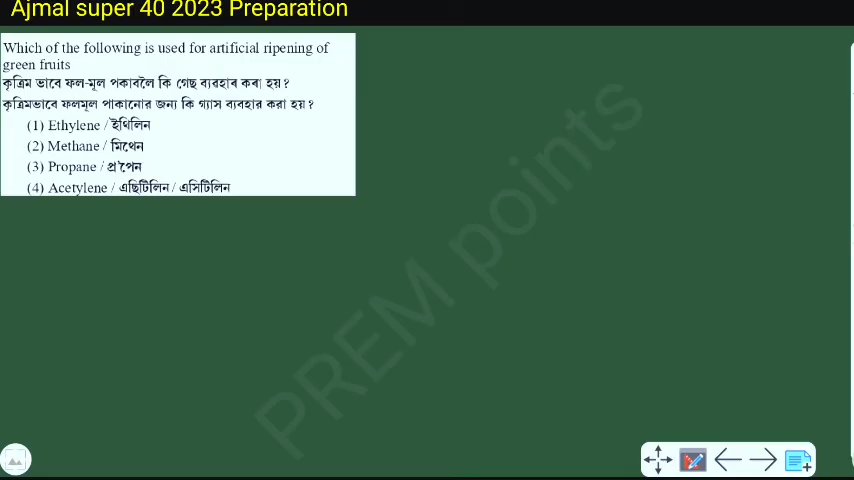 Ajmal super 40 2023 Preparation
Which of the following is used for artificial ripening of
green fruits
কৃত্ৰিম ভাবে ফল-মূল পকাবলৈ কি গেছ ব্যৱহাৰ কৰা হয়?
কৃত্রিমভাবে ফলমূল পাকানোর জন্য কি গ্যাস ব্যবহার করা হয়?
(1) Ethylene / ইথিলিন
(2) Methane / মিথেন
(3) Propane / প্র'পেন
(4) Acetylene / এছিটিলিন / এসিটিলিন
PREM points